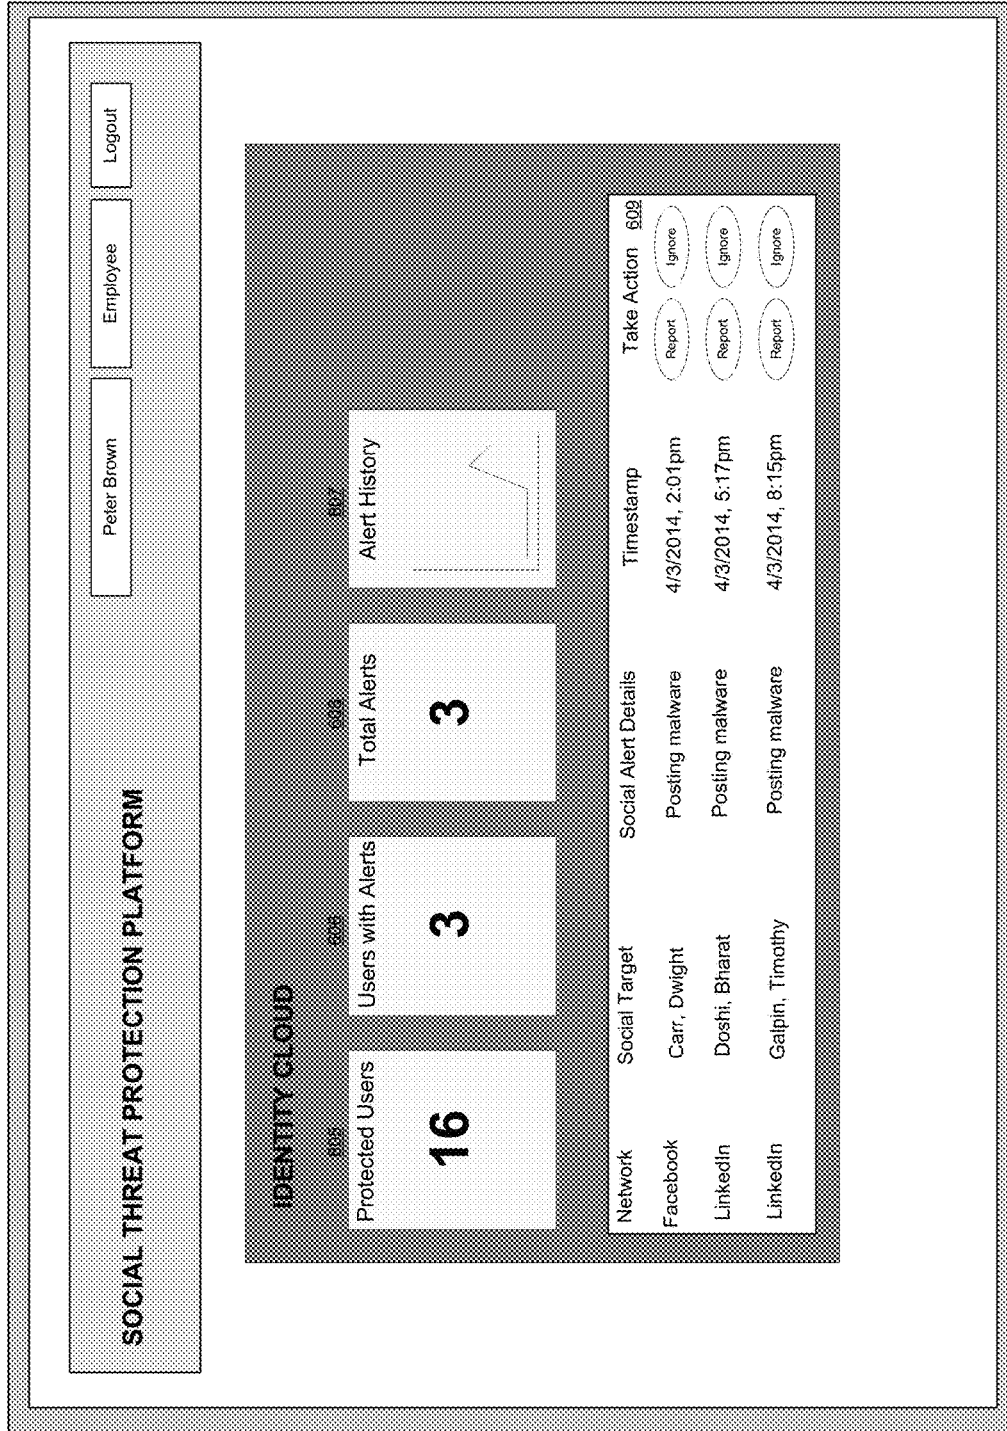 SOCIAL THREAT PROTECTION PLATFORM
Peter Brown
Employee
Logout
IDENTITY CLOUD
605
606
608
607
Protected Users
16
Users with Alerts
3
Total Alerts
3
Alert History
Network Social Target Social Alert Details Timestamp Take Action 609
Facebook Carr, Dwight Posting malware 4/3/2014, 2:01pm Report Ignore
LinkedIn Doshi, Bharat Posting malware 4/3/2014, 5:17pm Report Ignore
LinkedIn Galpin, Timothy Posting malware 4/3/2014, 8:15pm Report Ignore